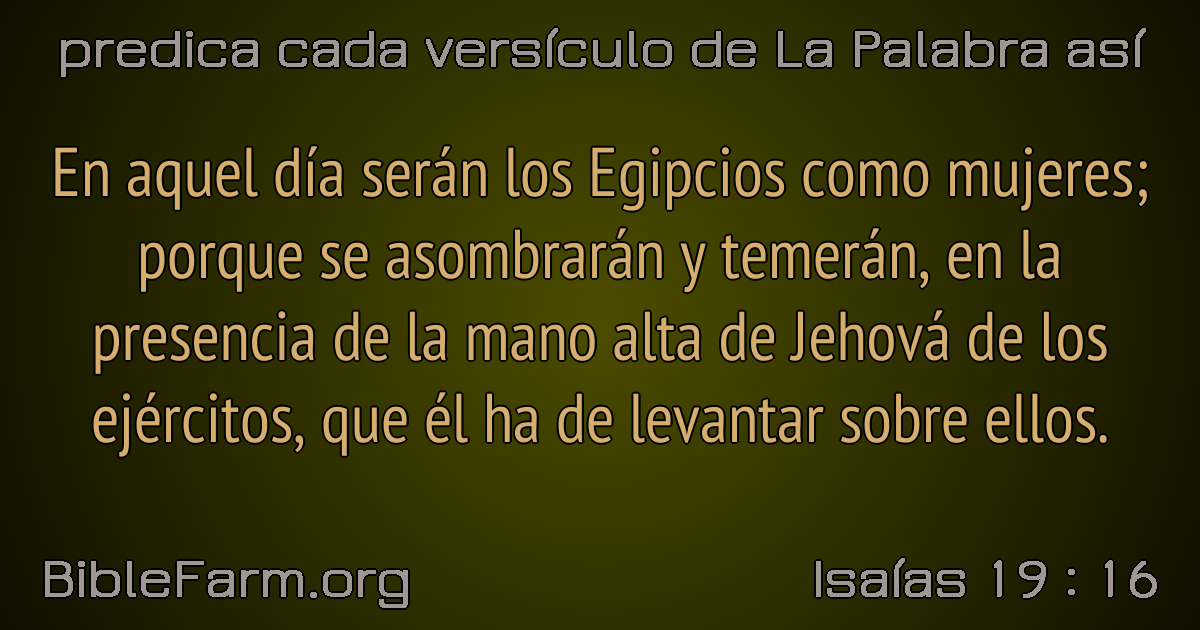 predica cada versículo de La Palabra así
En aquel día serán los Egipcios como mujeres;
porque se asombrarán y temerán, en la
presencia de la mano alta de Jehová de los
ejércitos, que él ha de levantar sobre ellos.
BibleFarm.org
Isaías 19 : 16